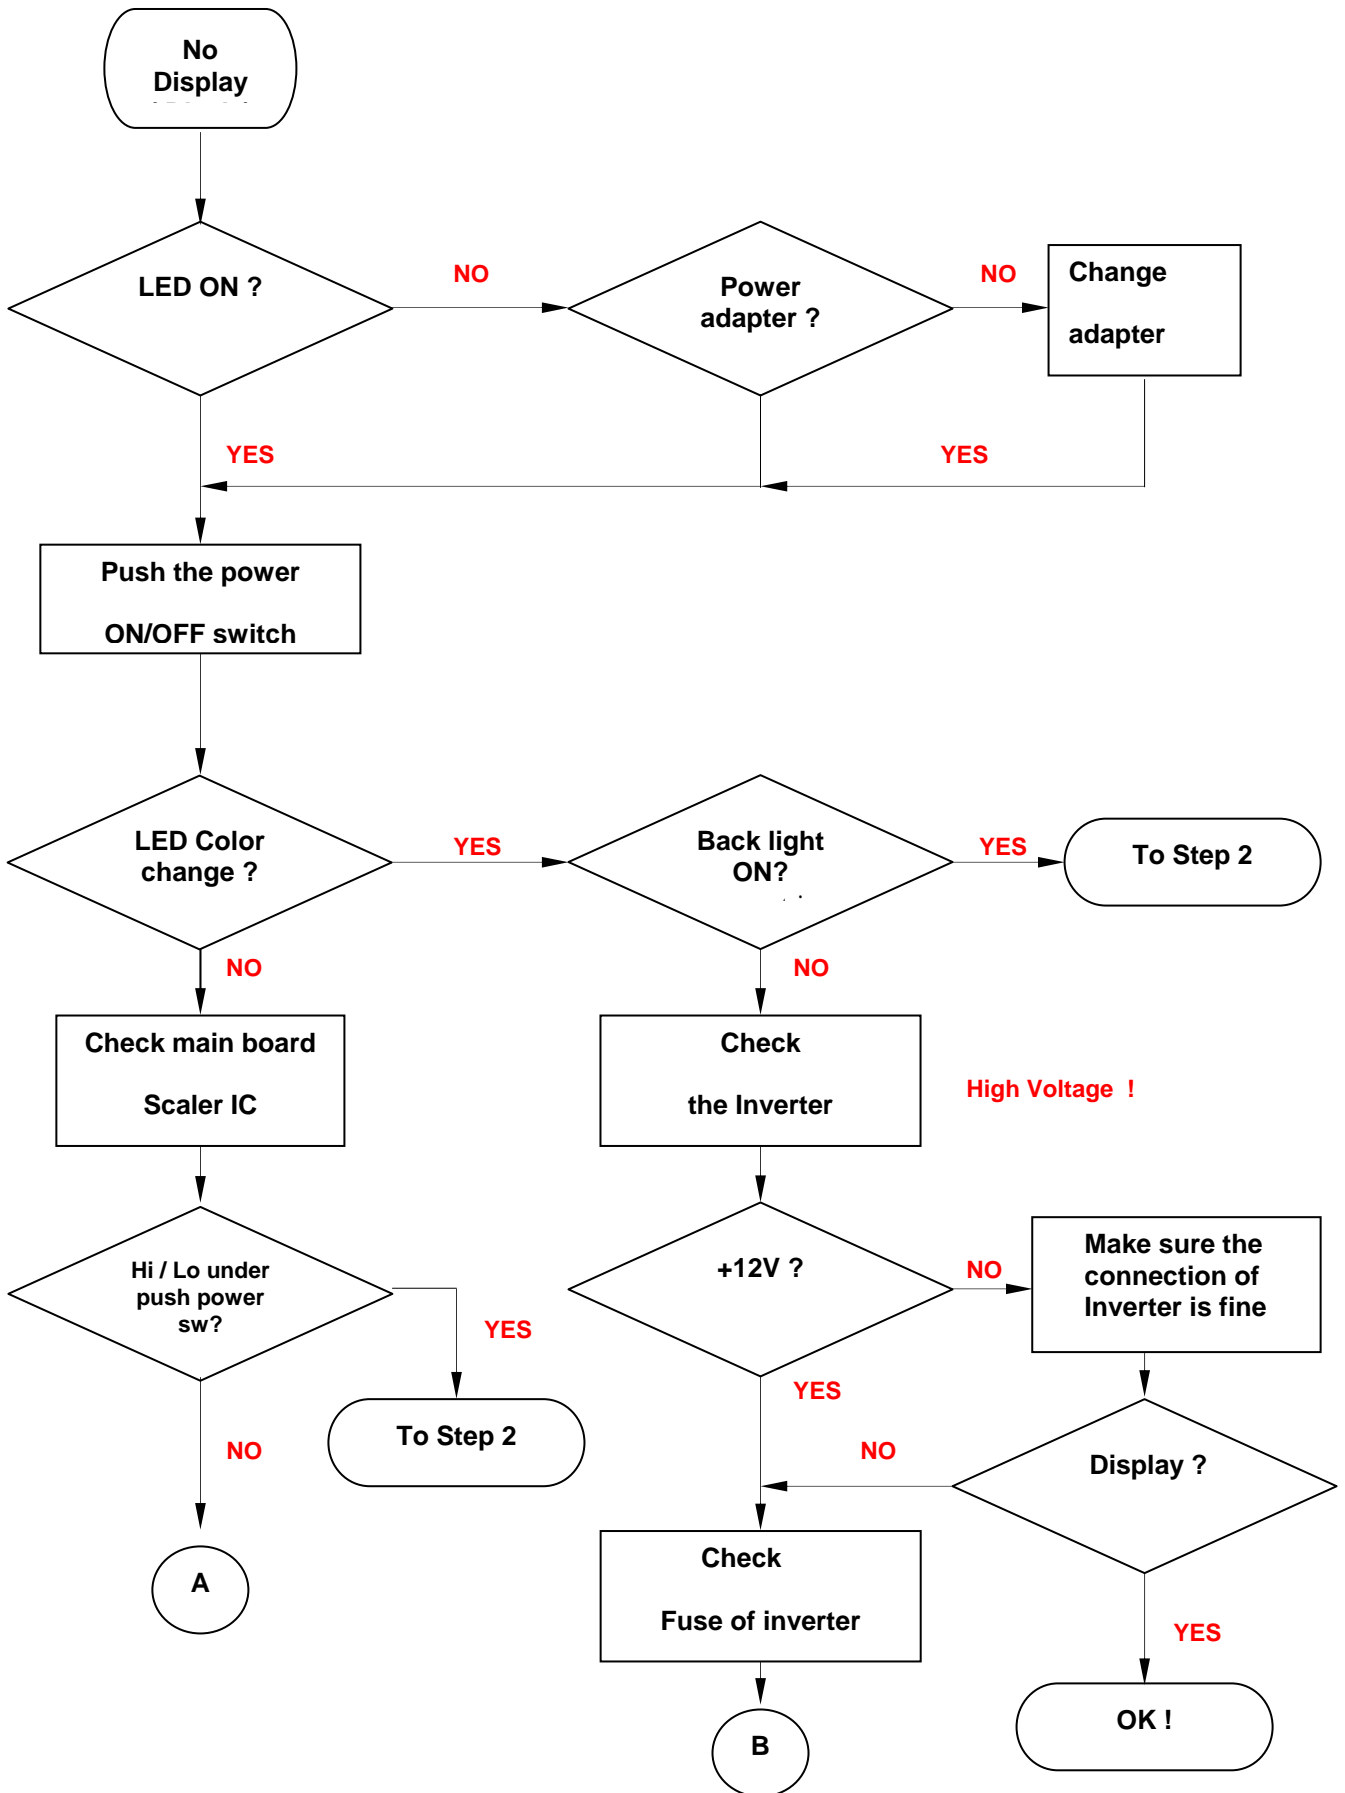 No
Display
LED ON ?
NO
Power
adapter ?
NO
Change
adapter
YES
YES
Push the power
ON/OFF switch
LED Color
change ?
YES
Back light
ON?
YES
To Step 2
NO
NO
Check main board
Scaler IC
Check
the Inverter
High Voltage !
Hi / Lo under
push power
sw?
YES
To Step 2
+12V ?
NO
Make sure the
connection of
Inverter is fine
YES
NO
Display ?
NO
A
Check
Fuse of inverter
YES
B
OK !